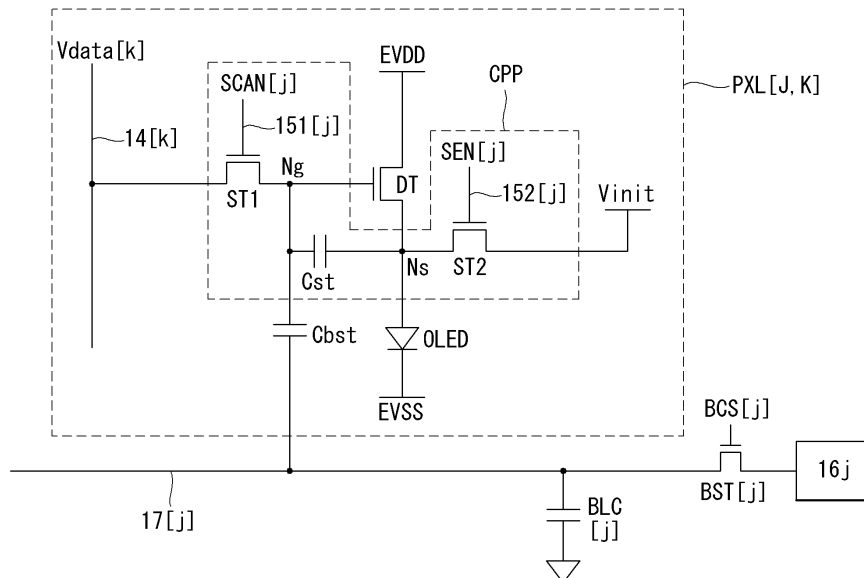 Vdata[k]
EVDD
CPP
SCAN[j]
PXL[J,K]
151[j]
14[k]
SEN[j]
Ng
DT
152[j]
Vinit
ST1
Ns
ST2
Cst
Cbst
OLED
EVSS
BCS[j]
16j
BST[j]
17[j]
BLC
[j]